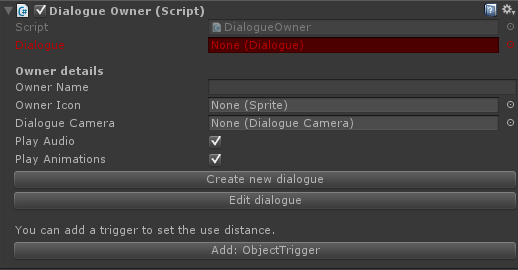 Dialogue Owner (Script)
Script DialogueOwner
Dialogue None (Dialogue)
Owner details
Owner Name
Owner Icon None (Sprite)
Dialogue Camera None (Dialogue Camera)
Play Audio
Play Animations
Create new dialogue
Edit dialogue
You can add a trigger to set the use distance.
Add: ObjectTrigger